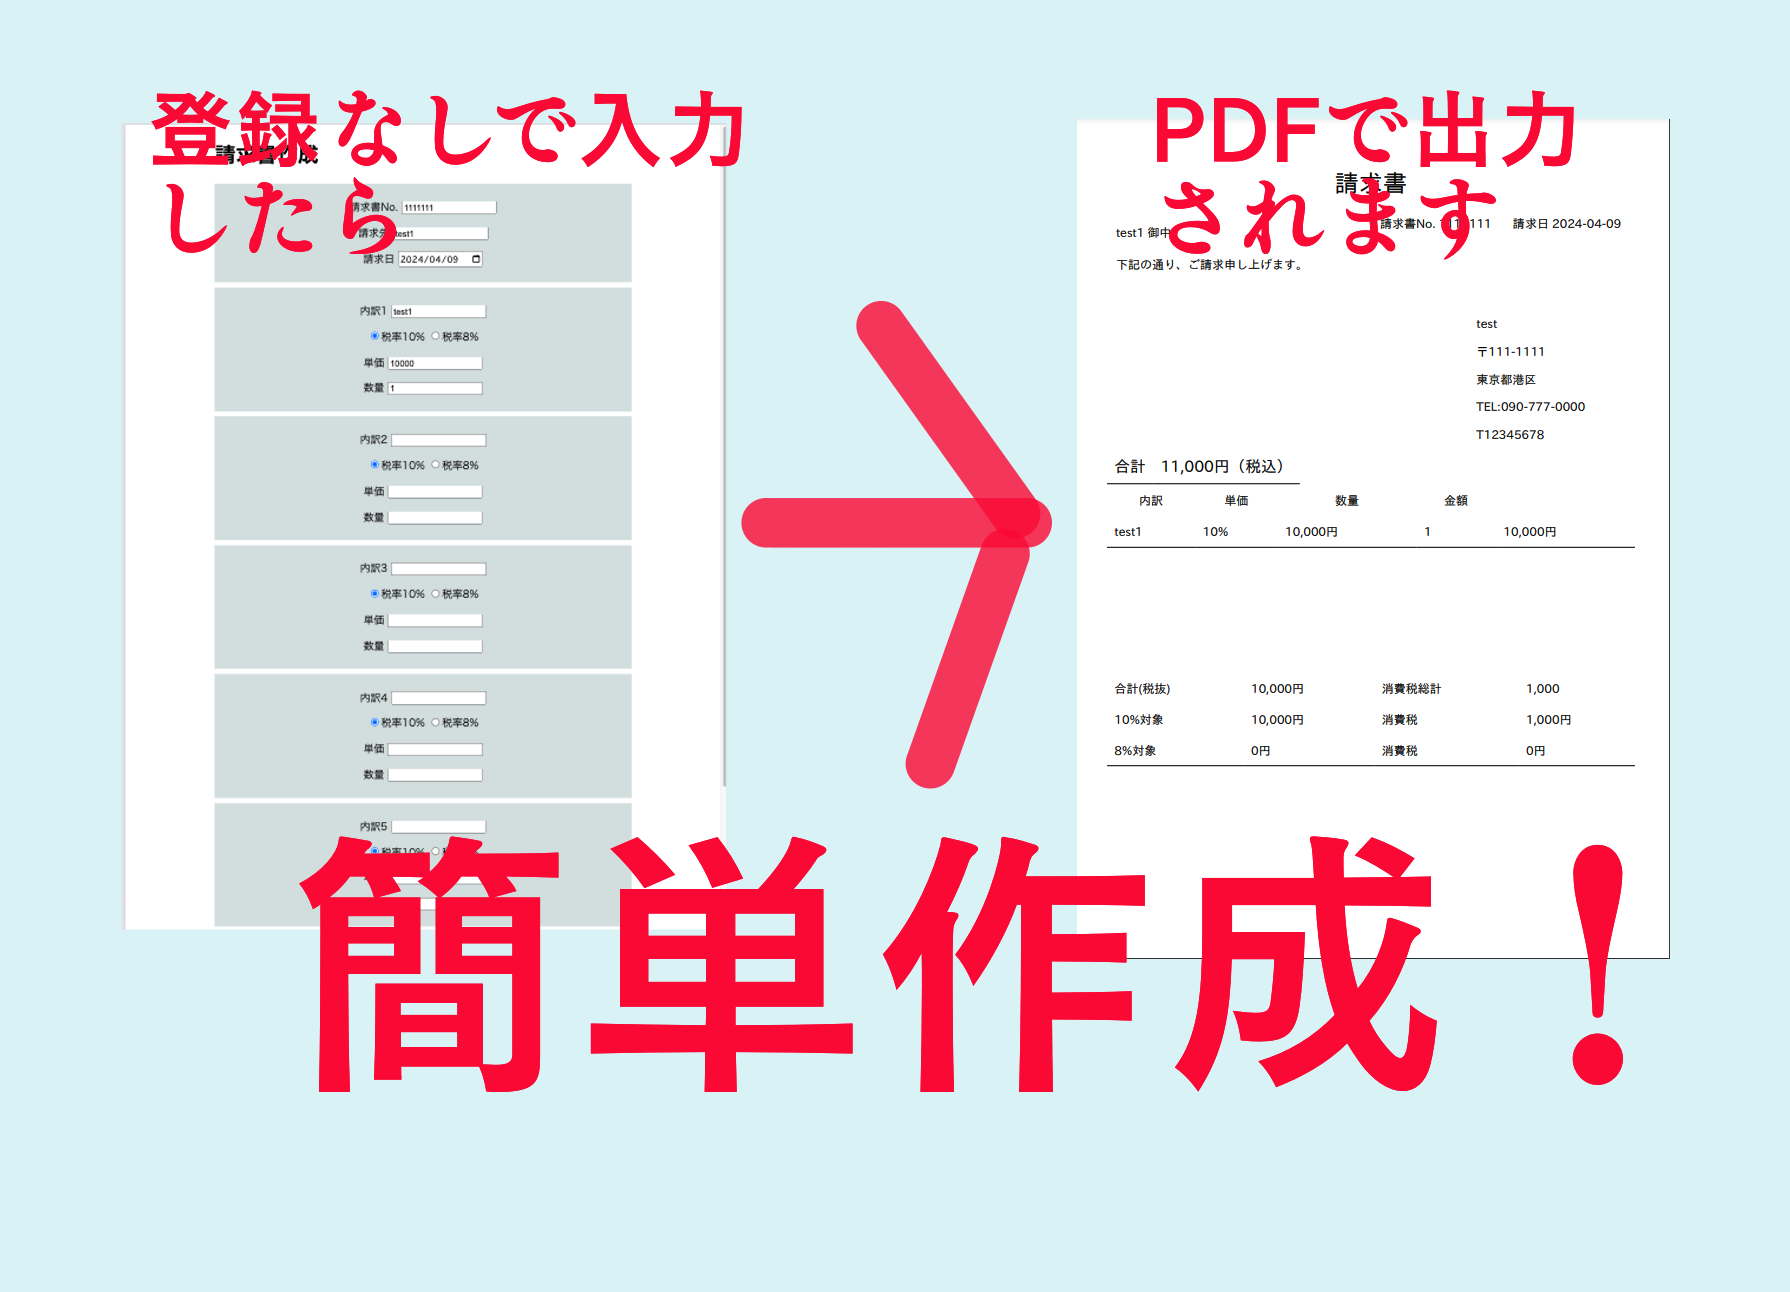 登録なしで入力
したら
請求書作成
請求書No. 1111111
請求先 test1
請求日 2024/04/09
内訳1 test1
税率10% 税率8%
単価 10000
数量 1
内訳2
税率10% 税率8%
単価
数量
内訳3
税率10% 税率8%
単価
数量
内訳4
税率10% 税率8%
単価
数量
内訳5
税率10%
PDFで出力
されます
請求書
請求書No. 1111111 請求日 2024-04-09
test1 御中
下記の通り、ご請求申し上げます。
test
〒111-1111
東京都港区
TEL:090-777-0000
T12345678
合計 11,000円（税込）
内訳 単価 数量 金額
test1 10% 10,000円 1 10,000円
合計(税抜) 10,000円 消費税総計 1,000
10%対象 10,000円 消費税 1,000円
8%対象 0円 消費税 0円
簡単作成！